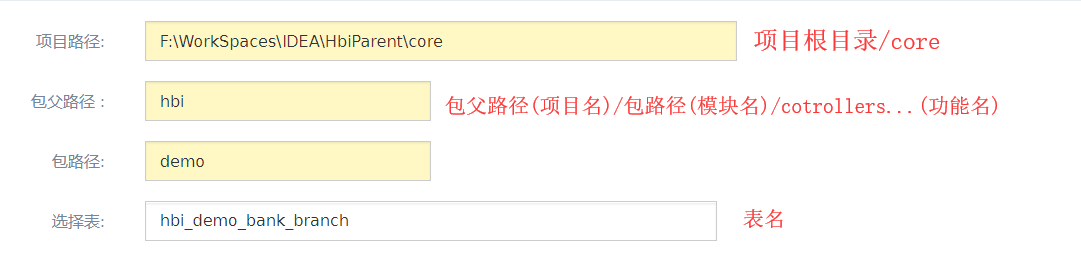 项目路径: F:\WorkSpaces\IDEA\HbiParent\core 项目根目录/core
包父路径： hbi 包父路径(项目名)/包路径(模块名)/cotrollers...(功能名)
包路径: demo
选择表: hbi_demo_bank_branch 表名